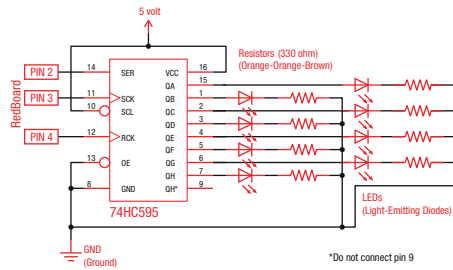 5 volt
RedBoard
PIN 2
PIN 3
PIN 4
14 SER VCC 16
QA 15
11 SCK QB 1
10 SCL QC 2
QD 3
12 RCK QE 4
QF 5
13 OE QG 6
QH 7
8 GND QH* 9
74HC595
Resistors (330 ohm)
(Orange-Orange-Brown)
LEDs
(Light-Emitting Diodes)
GND
(Ground)
*Do not connect pin 9